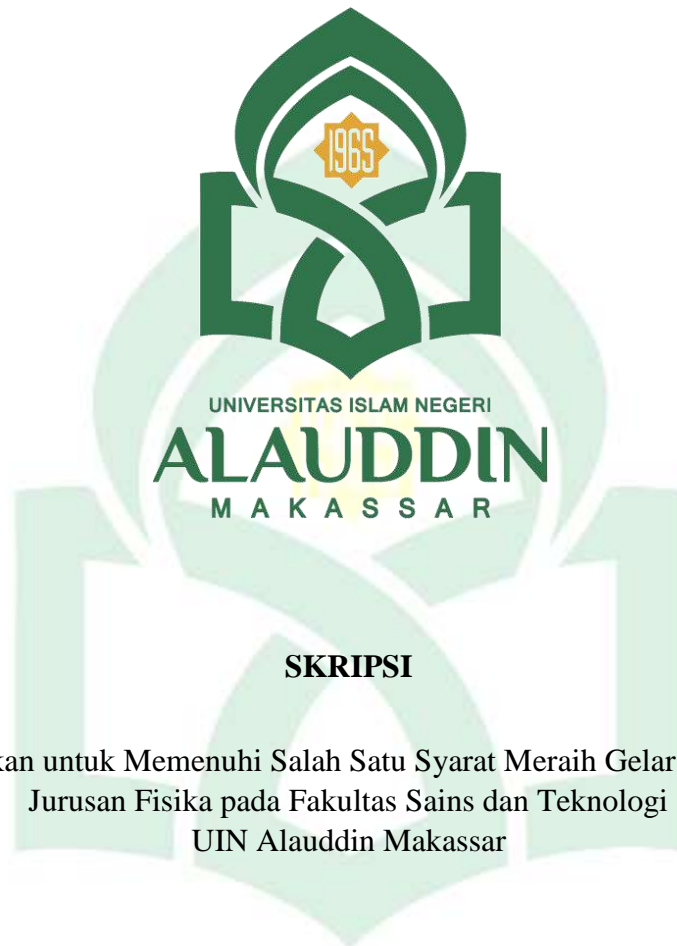 1965
UNIVERSITAS ISLAM NEGERI
ALAUDDIN
MAKASSAR
SKRIPSI
kan untuk Memenuhi Salah Satu Syarat Meraih Gelar
Jurusan Fisika pada Fakultas Sains dan Teknologi
UIN Alauddin Makassar